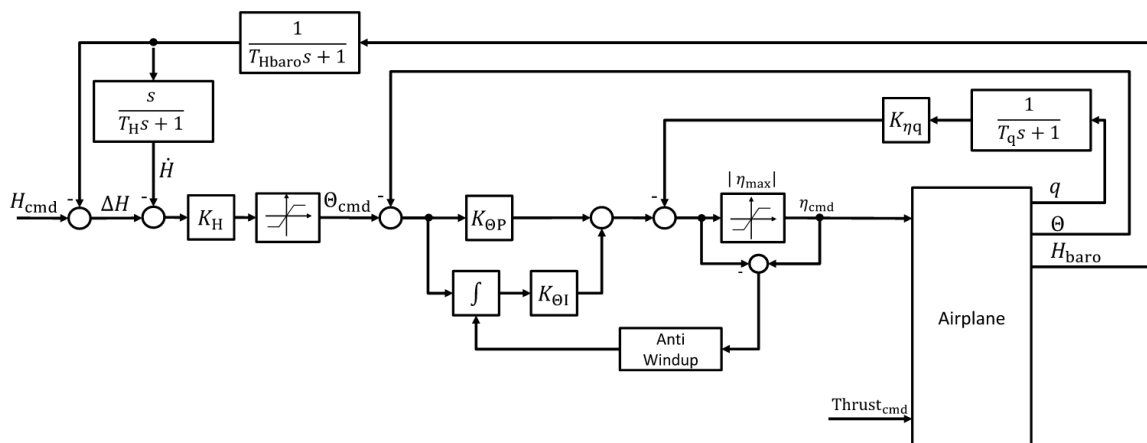 1
T_Hbaro s + 1
s
T_H s + 1
Ḣ
1
T_q s + 1
K_ηq
|η_max|
q
H_cmd
-
ΔH
-
K_H
Θ_cmd
-
K_ΘP
-
η_cmd
Θ
H_baro
∫
K_ΘI
-
Airplane
Anti
Windup
Thrust_cmd
-